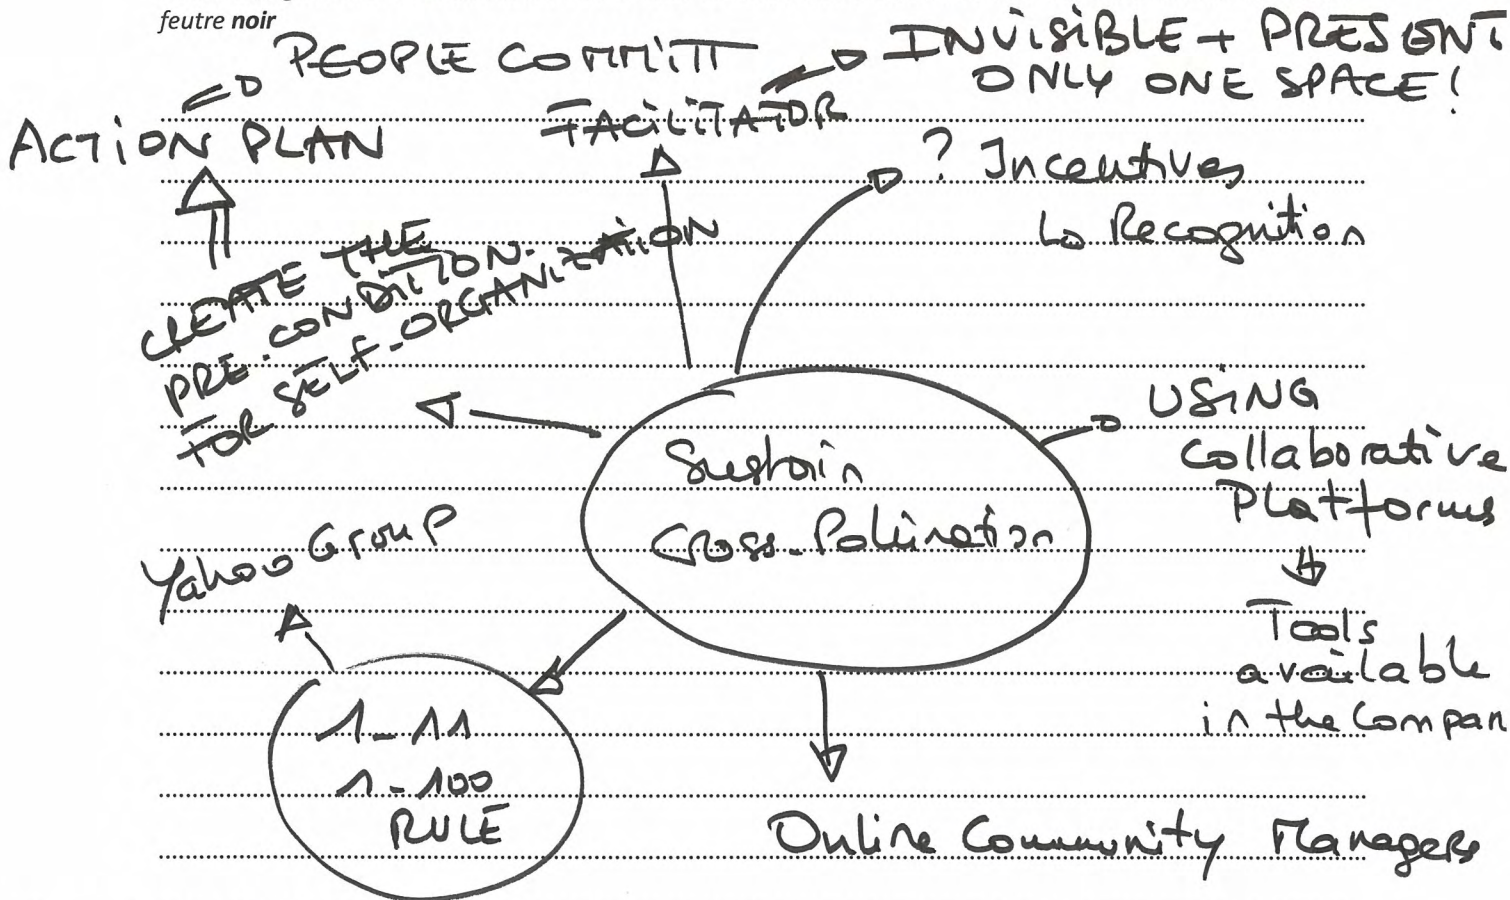 feutre noir
PEOPLE COMMITT
INVISIBLE + PRESENT
ONLY ONE SPACE!
ACTION PLAN
FACILITATOR
? Incentives
Recognition
CREATE THE
PRE-CONDITION
FOR SELF-ORGANIZATION
USING
Collaborative
Platforms
Sustain
Cross-Pollination
Yahoo Group
Tools
available
in the Compan
1-11
1-100
RULE
Online Community Managers